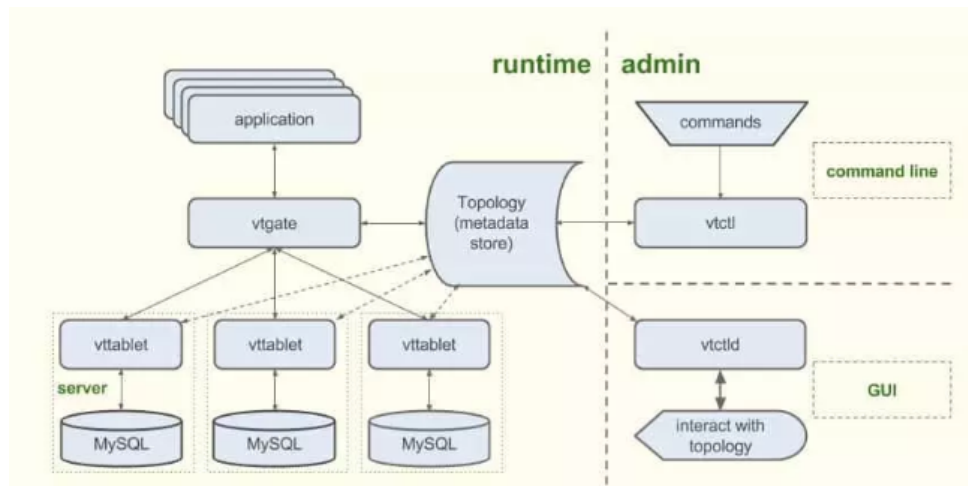 runtime
admin
application
commands
command line
Topology
(metadata
store)
vtgate
vtctl
vttablet
vttablet
vttablet
vtctld
server
GUI
MySQL
MySQL
MySQL
interact with
topology